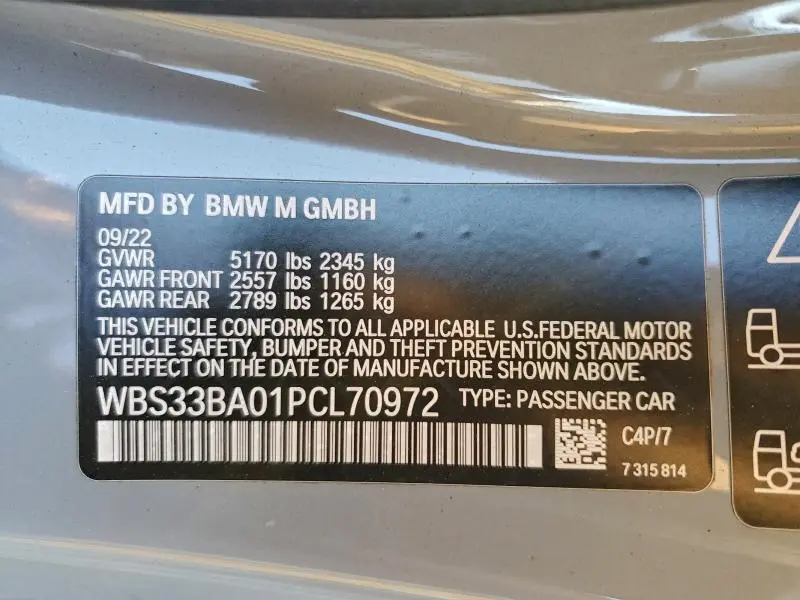 MFD BY BMW M GMBH
09/22
GVWR 5170 lbs 2345 kg
GAWR FRONT 2557 lbs 1160 kg
GAWR REAR 2789 lbs 1265 kg
THIS VEHICLE CONFORMS TO ALL APPLICABLE U.S.FEDERAL MOTOR
VEHICLE SAFETY, BUMPER AND THEFT PREVENTION STANDARDS
IN EFFECT ON THE DATE OF MANUFACTURE SHOWN ABOVE.
WBS33BA01PCL70972 TYPE: PASSENGER CAR
C4P/7
7 315 814